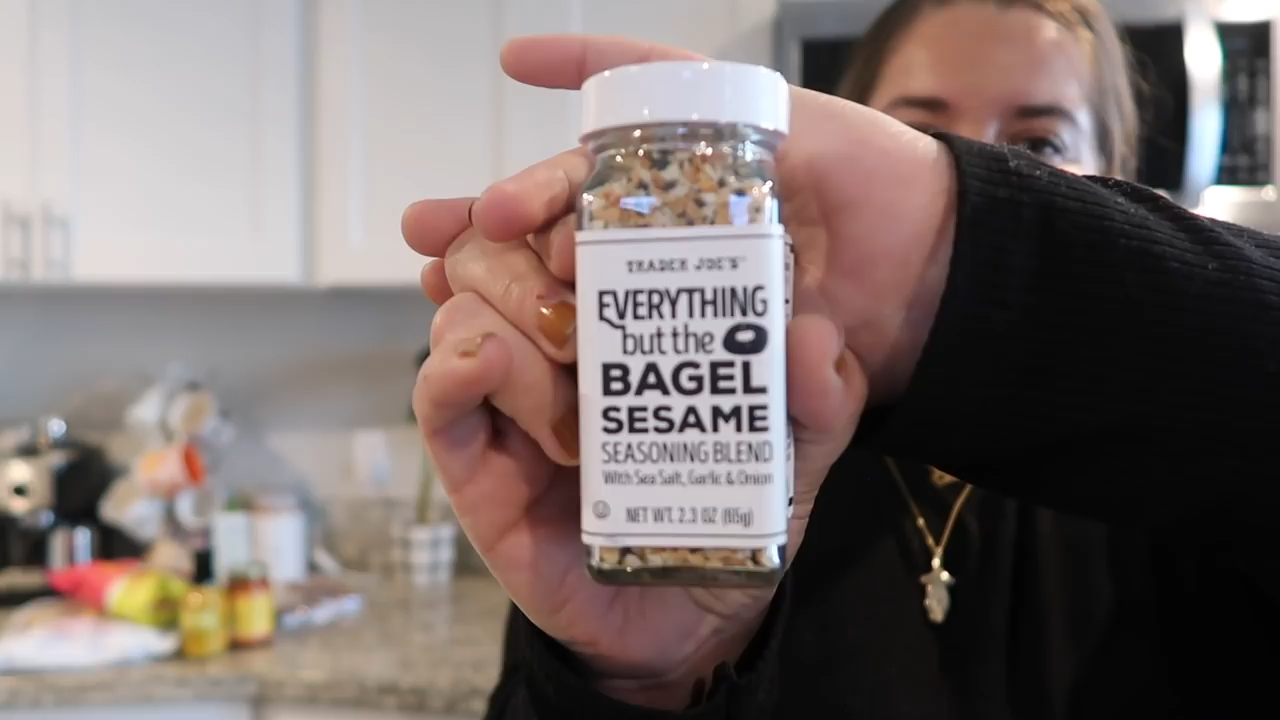 TRADER JOE'S™
EVERYTHING
but the
BAGEL
SESAME
SEASONING BLEND
With Sea Salt, Garlic & Onion
NET WT. 2.3 OZ (65g)